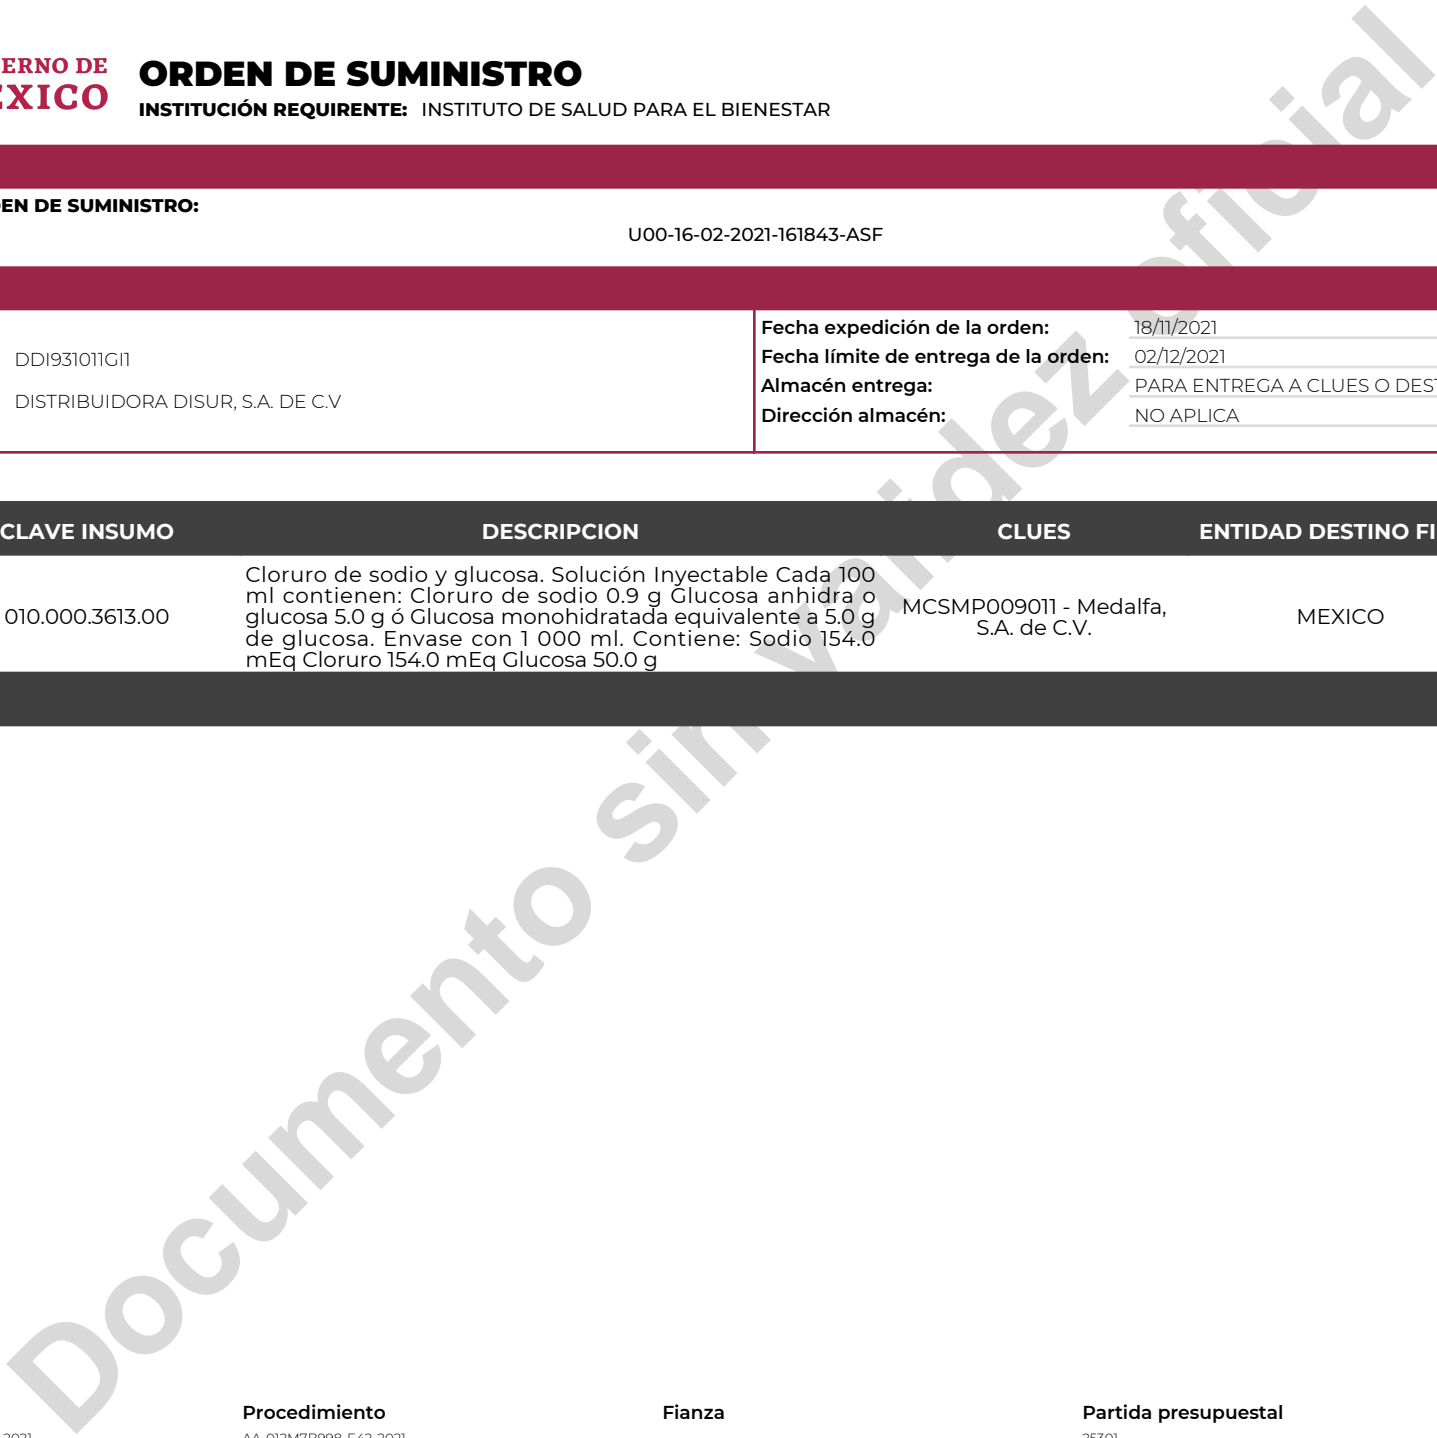 ERNO DE
EXICO
ORDEN DE SUMINISTRO
INSTITUCIÓN REQUIRENTE: INSTITUTO DE SALUD PARA EL BIENESTAR
EN DE SUMINISTRO:
U00-16-02-2021-161843-ASF
DDI931011GI1
DISTRIBUIDORA DISUR, S.A. DE C.V
Fecha expedición de la orden: 18/11/2021
Fecha límite de entrega de la orden: 02/12/2021
Almacén entrega: PARA ENTREGA A CLUES O DEST
Dirección almacén: NO APLICA
CLAVE INSUMO DESCRIPCION CLUES ENTIDAD DESTINO FI
010.000.3613.00
Cloruro de sodio y glucosa. Solución Inyectable Cada 100
ml contienen: Cloruro de sodio 0.9 g Glucosa anhidra o
glucosa 5.0 g ó Glucosa monohidratada equivalente a 5.0 g
de glucosa. Envase con 1 000 ml. Contiene: Sodio 154.0
mEq Cloruro 154.0 mEq Glucosa 50.0 g
MCSMP009011 - Medalfa,
S.A. de C.V.
MEXICO
Documento sin validez oficial
Procedimiento Fianza Partida presupuestal